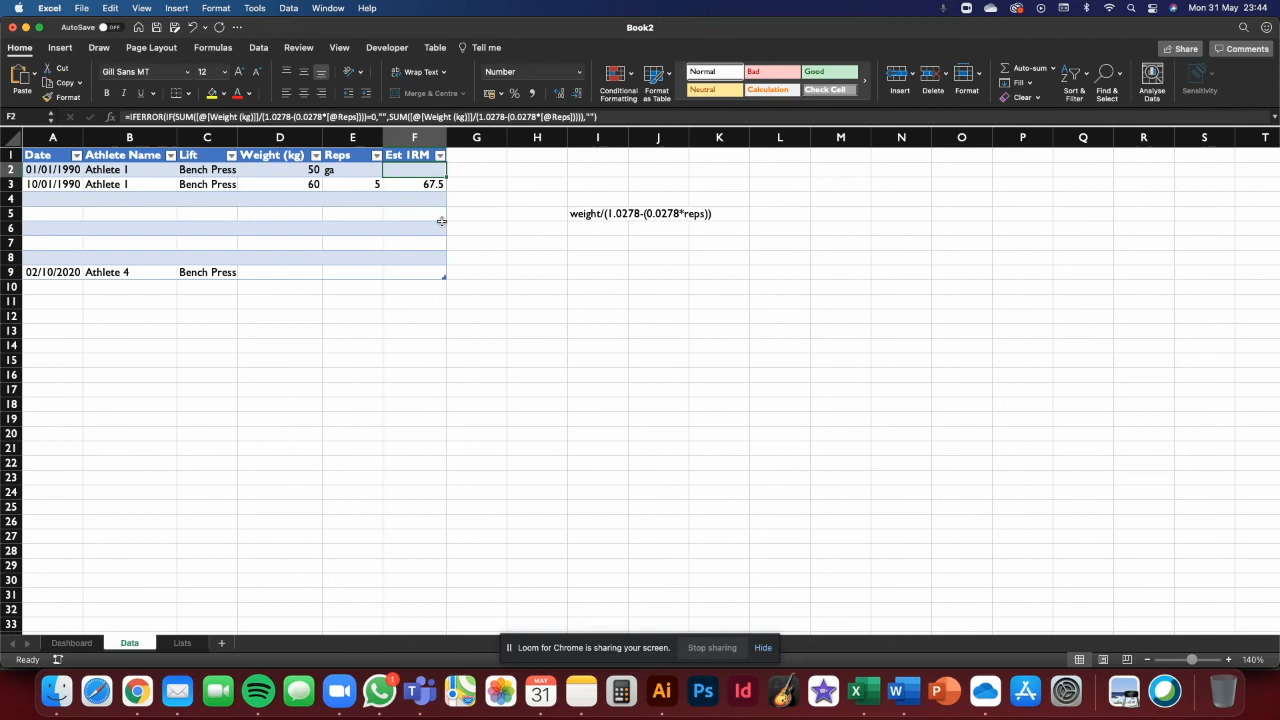 Excel File Edit View Insert Format Tools Data Window Help Mon 31 May 23:44
AutoSave OFF Book2
Home Insert Draw Page Layout Formulas Data Review View Developer Table Tell me Share Comments
Paste Cut Copy Format
Gill Sans MT 12
B I U
Wrap Text
Merge & Centre
Number
Conditional Formatting
Format as Table
Normal Bad Good
Neutral Calculation Check Cell
Insert Delete Format
Auto-sum Fill Clear
Sort & Filter
Find & Select
Analyse Data
Sensitivity
F2 fx =IFERROR(IF(SUM([@[Weight (kg)]]/(1.0278-(0.0278*[@Reps])))=0,"",SUM([@[Weight (kg)]]/(1.0278-(0.0278*[@Reps])))),"")
A B C D E F G H I J K L M N O P Q R S T
1 Date Athlete Name Lift Weight (kg) Reps Est 1RM
2 01/01/1990 Athlete 1 Bench Press 50 ga
3 10/01/1990 Athlete 1 Bench Press 60 5 67.5
4
5 weight/(1.0278-(0.0278*reps))
6
7
8
9 02/10/2020 Athlete 4 Bench Press
10
11
12
13
14
15
16
17
18
19
20
21
22
23
24
25
26
27
28
29
30
31
32
33
Dashboard Data Lists +
Loom for Chrome is sharing your screen. Stop sharing Hide
Ready 140%
1
MAY
31
Ai Ps Id X W P